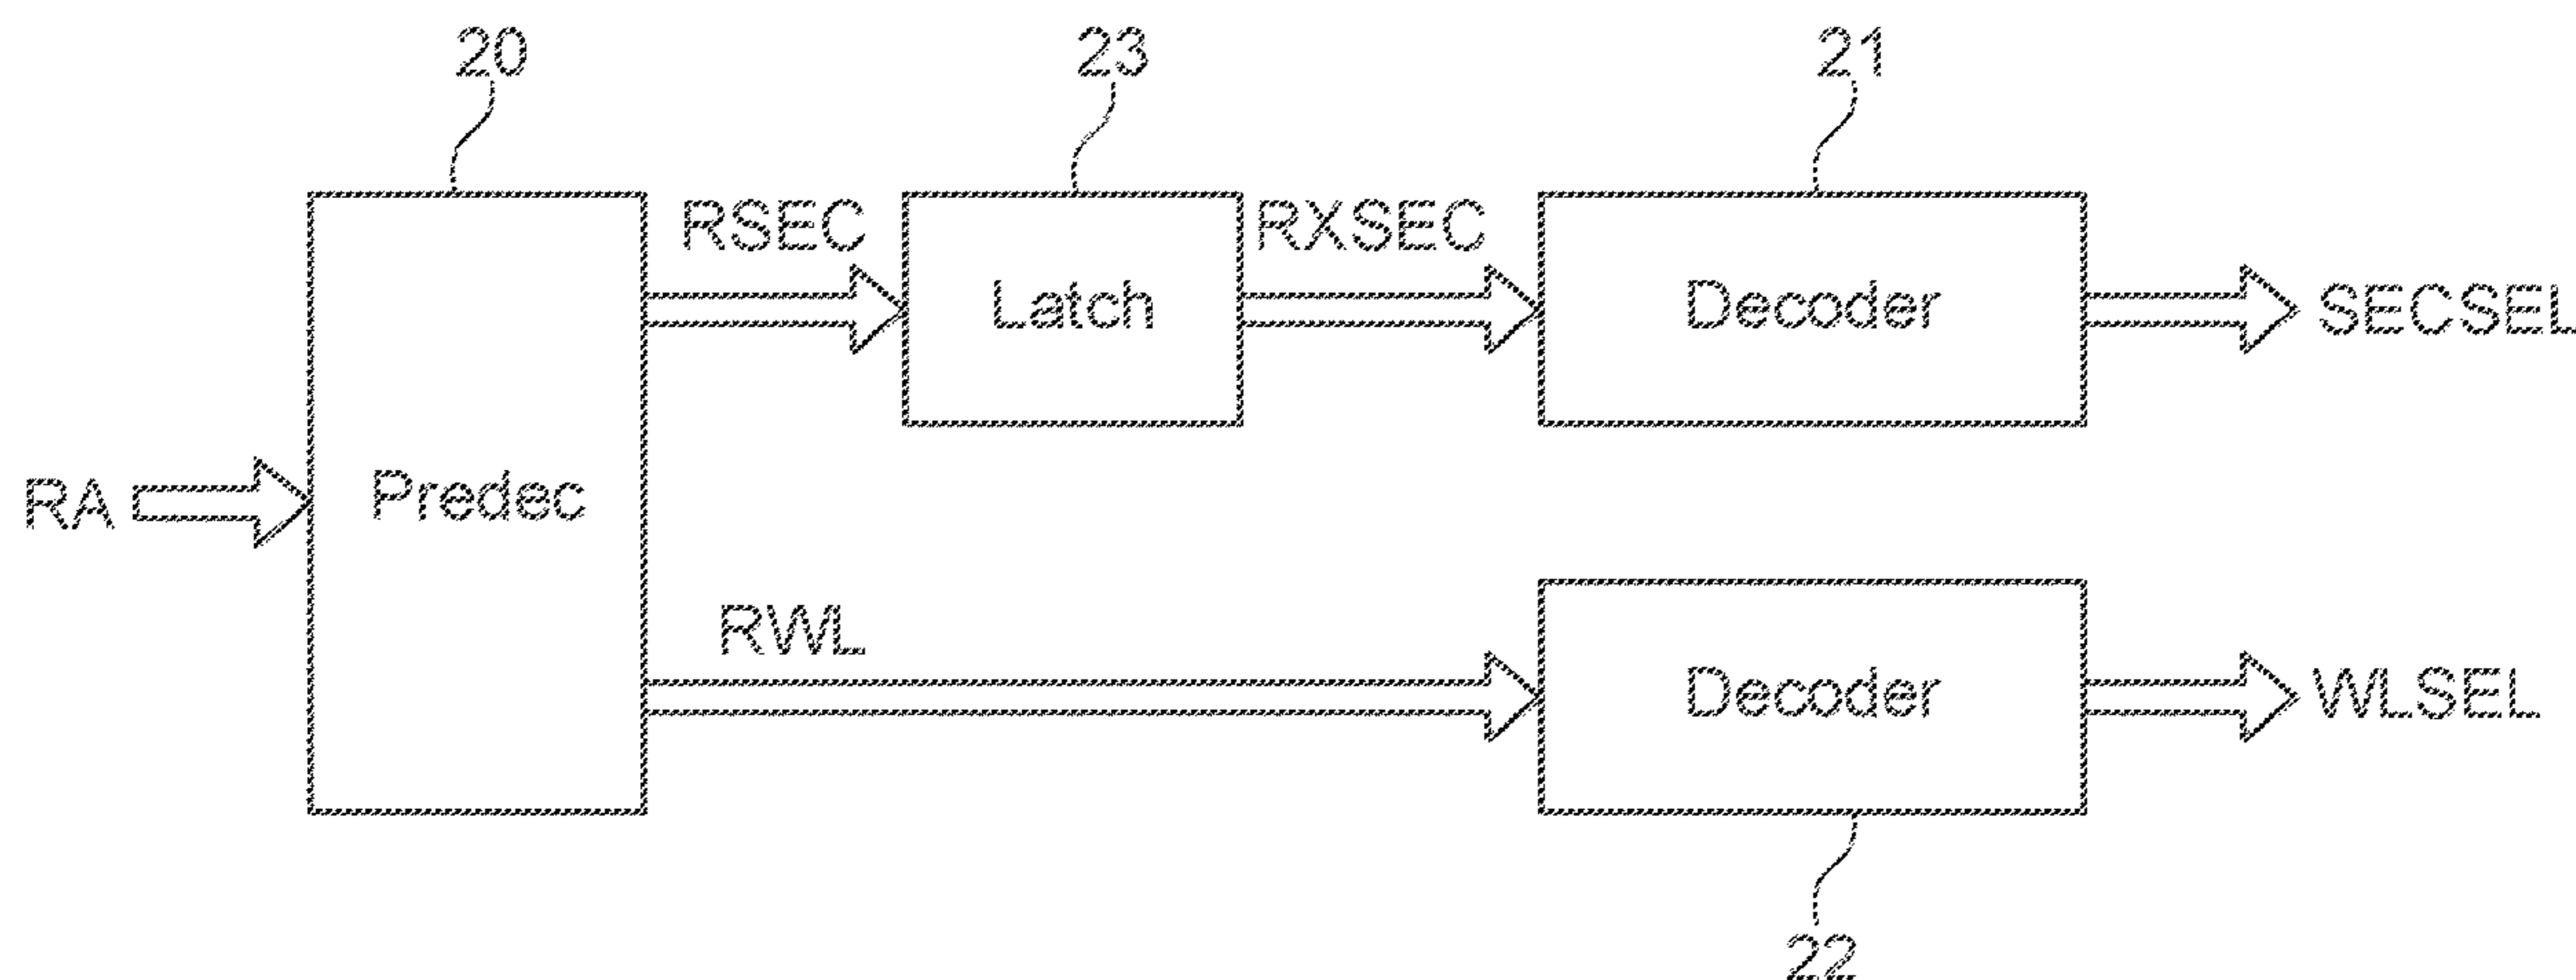 20
23
21
RSEC
RXSEC
Latch
Decoder
SECSEL
RA
Predec
RWL
Decoder
WLSEL
22